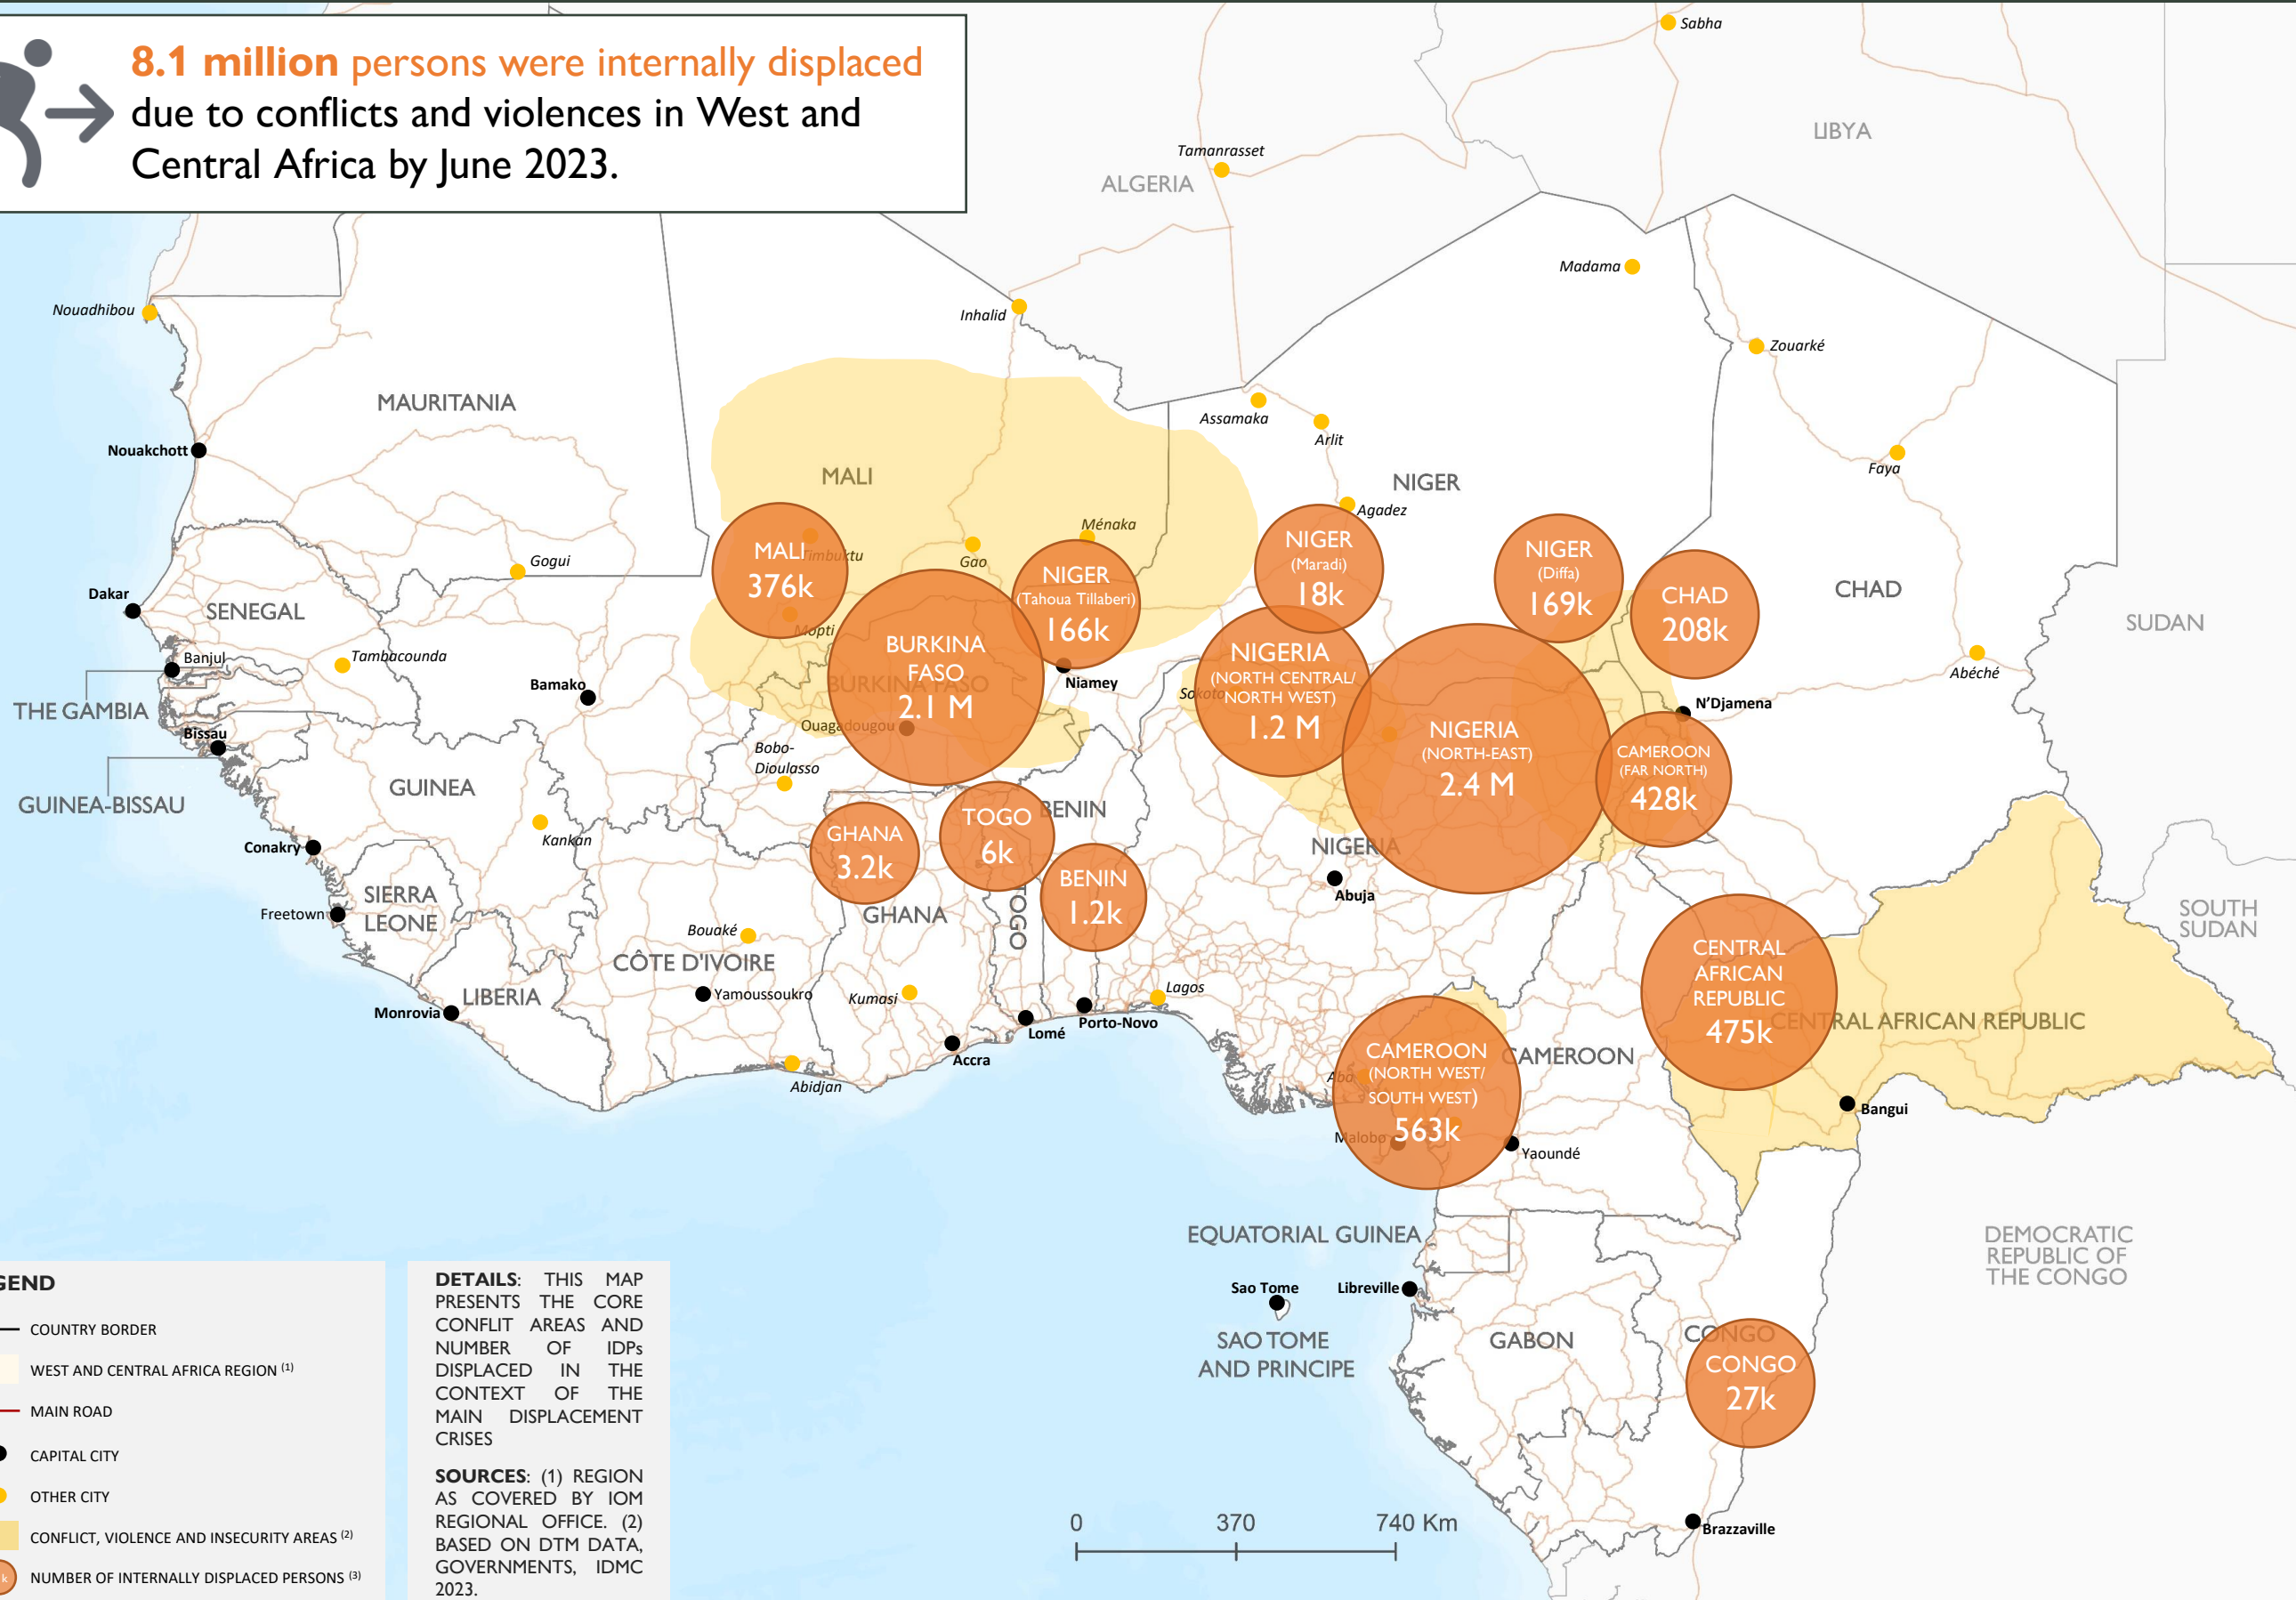 8.1 million persons were internally displaced
due to conflicts and violences in West and
Central Africa by June 2023.
Sabha
LIBYA
Tamanrasset
ALGERIA
Madama
Nouadhibou
Inhalid
Zouarké
MAURITANIA
Assamaka
Arlit
Nouakchott
MALI
NIGER
Faya
Agadez
Ménaka
Gogui
Timbuktu
Gao
MALI
376k
NIGER
(Tahoua Tillaberi)
166k
NIGER
(Maradi)
18k
NIGER
(Diffa)
169k
CHAD
208k
CHAD
Dakar
SENEGAL
SUDAN
Mopti
Banjul
Tambacounda
Abéché
BURKINA
FASO
2.1 M
BURKINA FASO
Ouagadougou
Bamako
Niamey
Sokoto
NIGERIA
(NORTH CENTRAL/
NORTH WEST)
1.2 M
N’Djamena
THE GAMBIA
Bissau
NIGERIA
(NORTH-EAST)
2.4 M
CAMEROON
(FAR NORTH)
428k
Bobo-
Dioulasso
GUINEA
GUINEA-BISSAU
BENIN
TOGO
6k
GHANA
3.2k
Kankan
Conakry
NIGERIA
BENIN
1.2k
Abuja
SIERRA
LEONE
Freetown
GHANA
TOGO
SOUTH
SUDAN
Bouaké
CÔTE D'IVOIRE
CENTRAL
AFRICAN
REPUBLIC
475k
CENTRAL AFRICAN REPUBLIC
LIBERIA
Yamoussoukro
Kumasi
Lagos
Monrovia
Lomé
Porto-Novo
Accra
CAMEROON
(NORTH WEST/
SOUTH WEST)
563k
CAMEROON
Aba
Abidjan
Bangui
Malobo
Yaoundé
EQUATORIAL GUINEA
DEMOCRATIC
REPUBLIC OF
THE CONGO
Sao Tome
Libreville
SAO TOME
AND PRINCIPE
GABON
CONGO
CONGO
27k
Brazzaville
0 370 740 Km
GEND
COUNTRY BORDER
WEST AND CENTRAL AFRICA REGION (1)
MAIN ROAD
CAPITAL CITY
OTHER CITY
CONFLICT, VIOLENCE AND INSECURITY AREAS (2)
k
NUMBER OF INTERNALLY DISPLACED PERSONS (3)
DETAILS: THIS MAP
PRESENTS THE CORE
CONFLIT AREAS AND
NUMBER OF IDPs
DISPLACED IN THE
CONTEXT OF THE
MAIN DISPLACEMENT
CRISES
SOURCES: (1) REGION
AS COVERED BY IOM
REGIONAL OFFICE. (2)
BASED ON DTM DATA,
GOVERNMENTS, IDMC
2023.